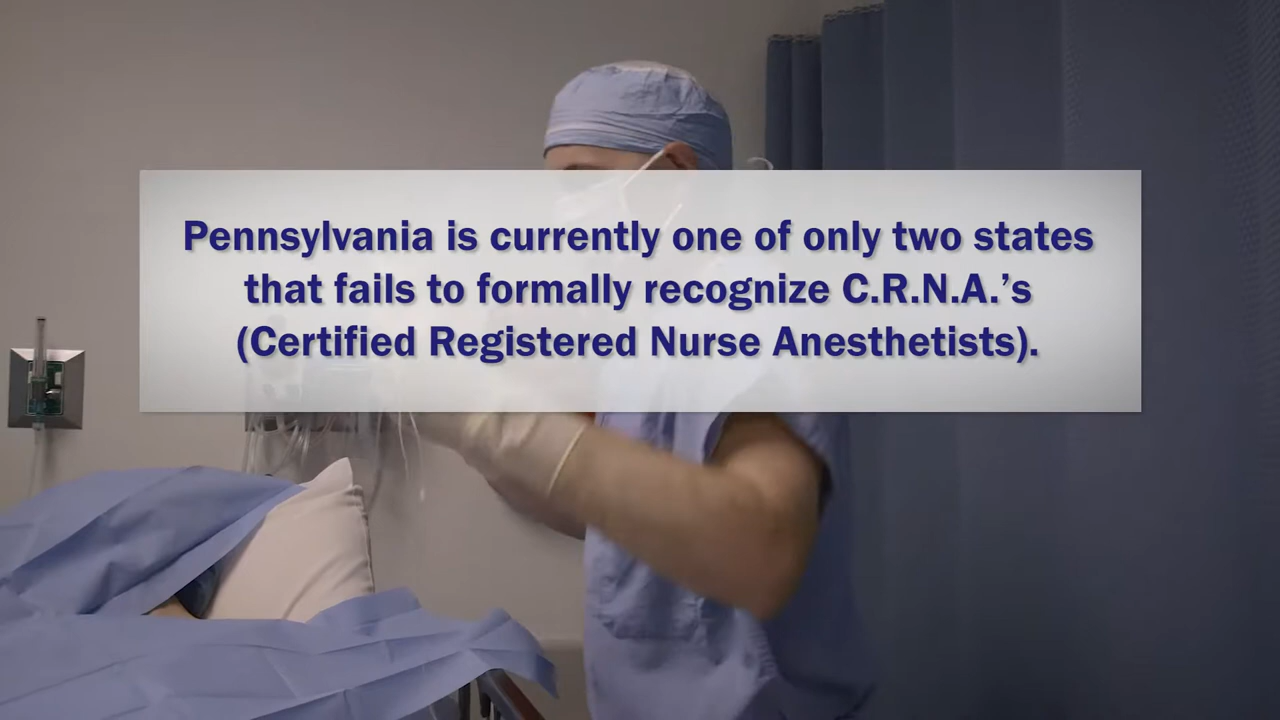 Pennsylvania is currently one of only two states
that fails to formally recognize C.R.N.A.’s
(Certified Registered Nurse Anesthetists).